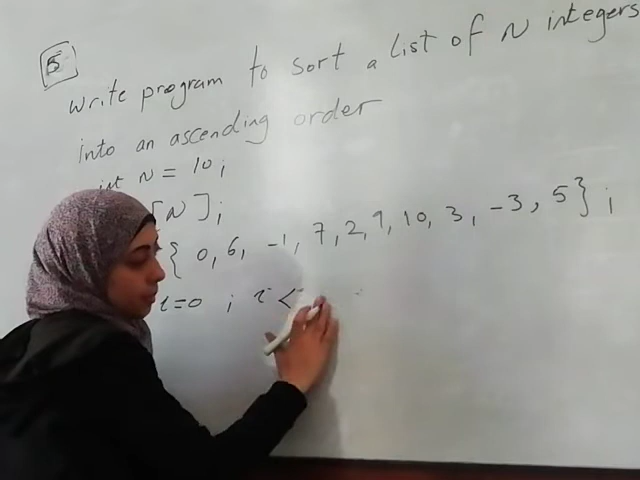 5
Write program to sort a list of N integers
into an ascending order
int N = 10;
[N];
{ 0, 6, -1, 7, 2, 9, 10, 3, -3, 5};
i=0 ; i <